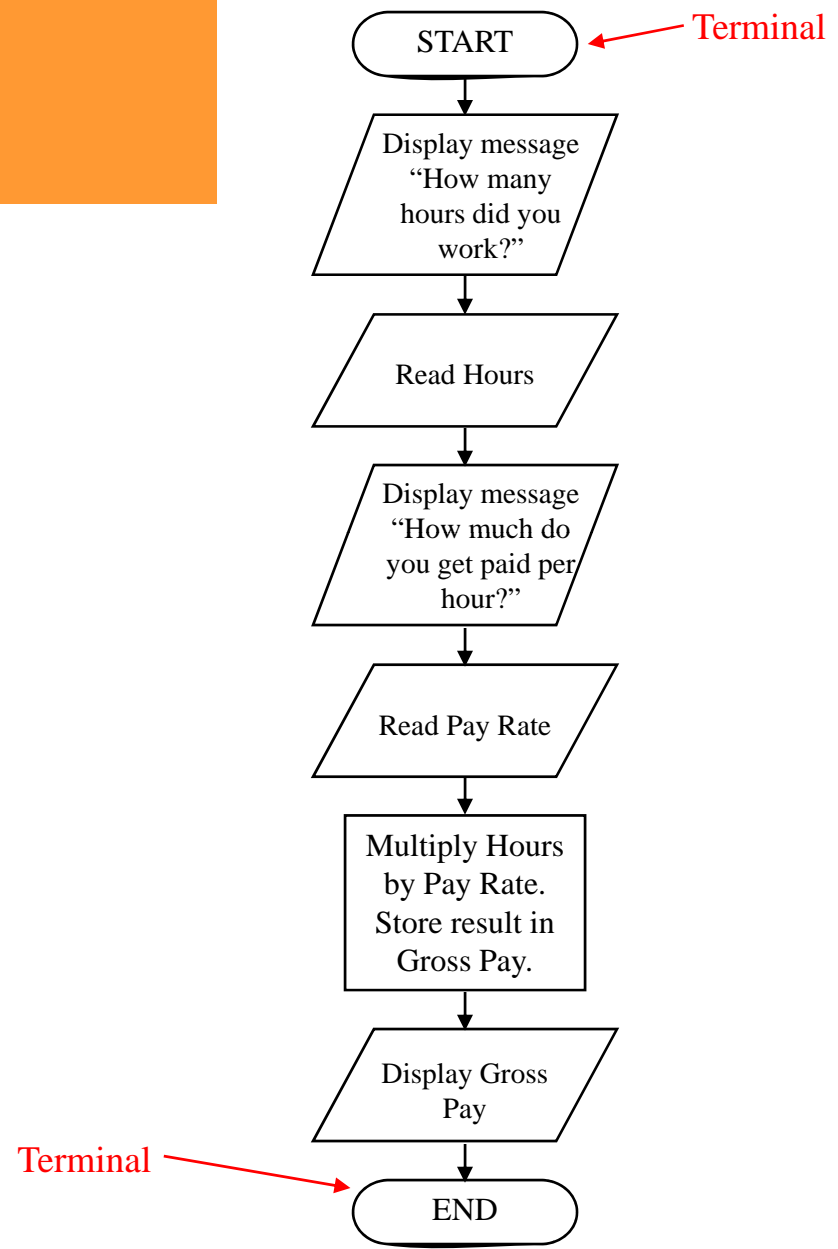 START
Terminal
Display message
“How many
hours did you
work?”
Read Hours
Display message
“How much do
you get paid per
hour?”
Read Pay Rate
Multiply Hours
by Pay Rate.
Store result in
Gross Pay.
Display Gross
Pay
Terminal
END